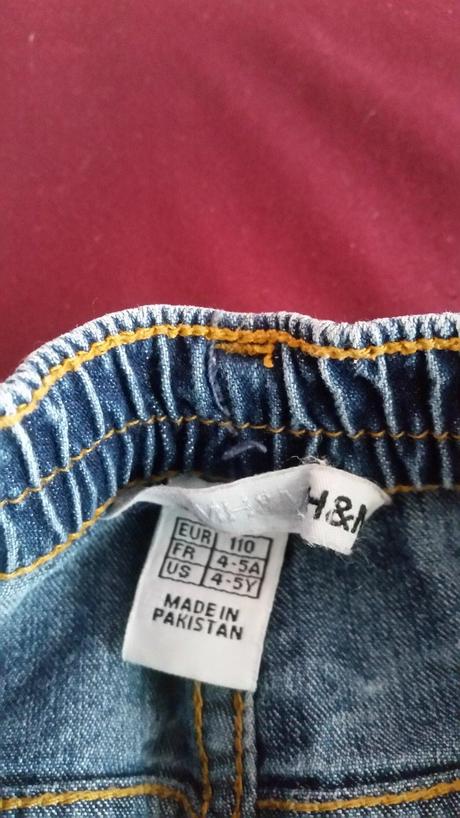 H&M
EUR 110
FR 4-5A
US 4-5Y
MADE IN
PAKISTAN